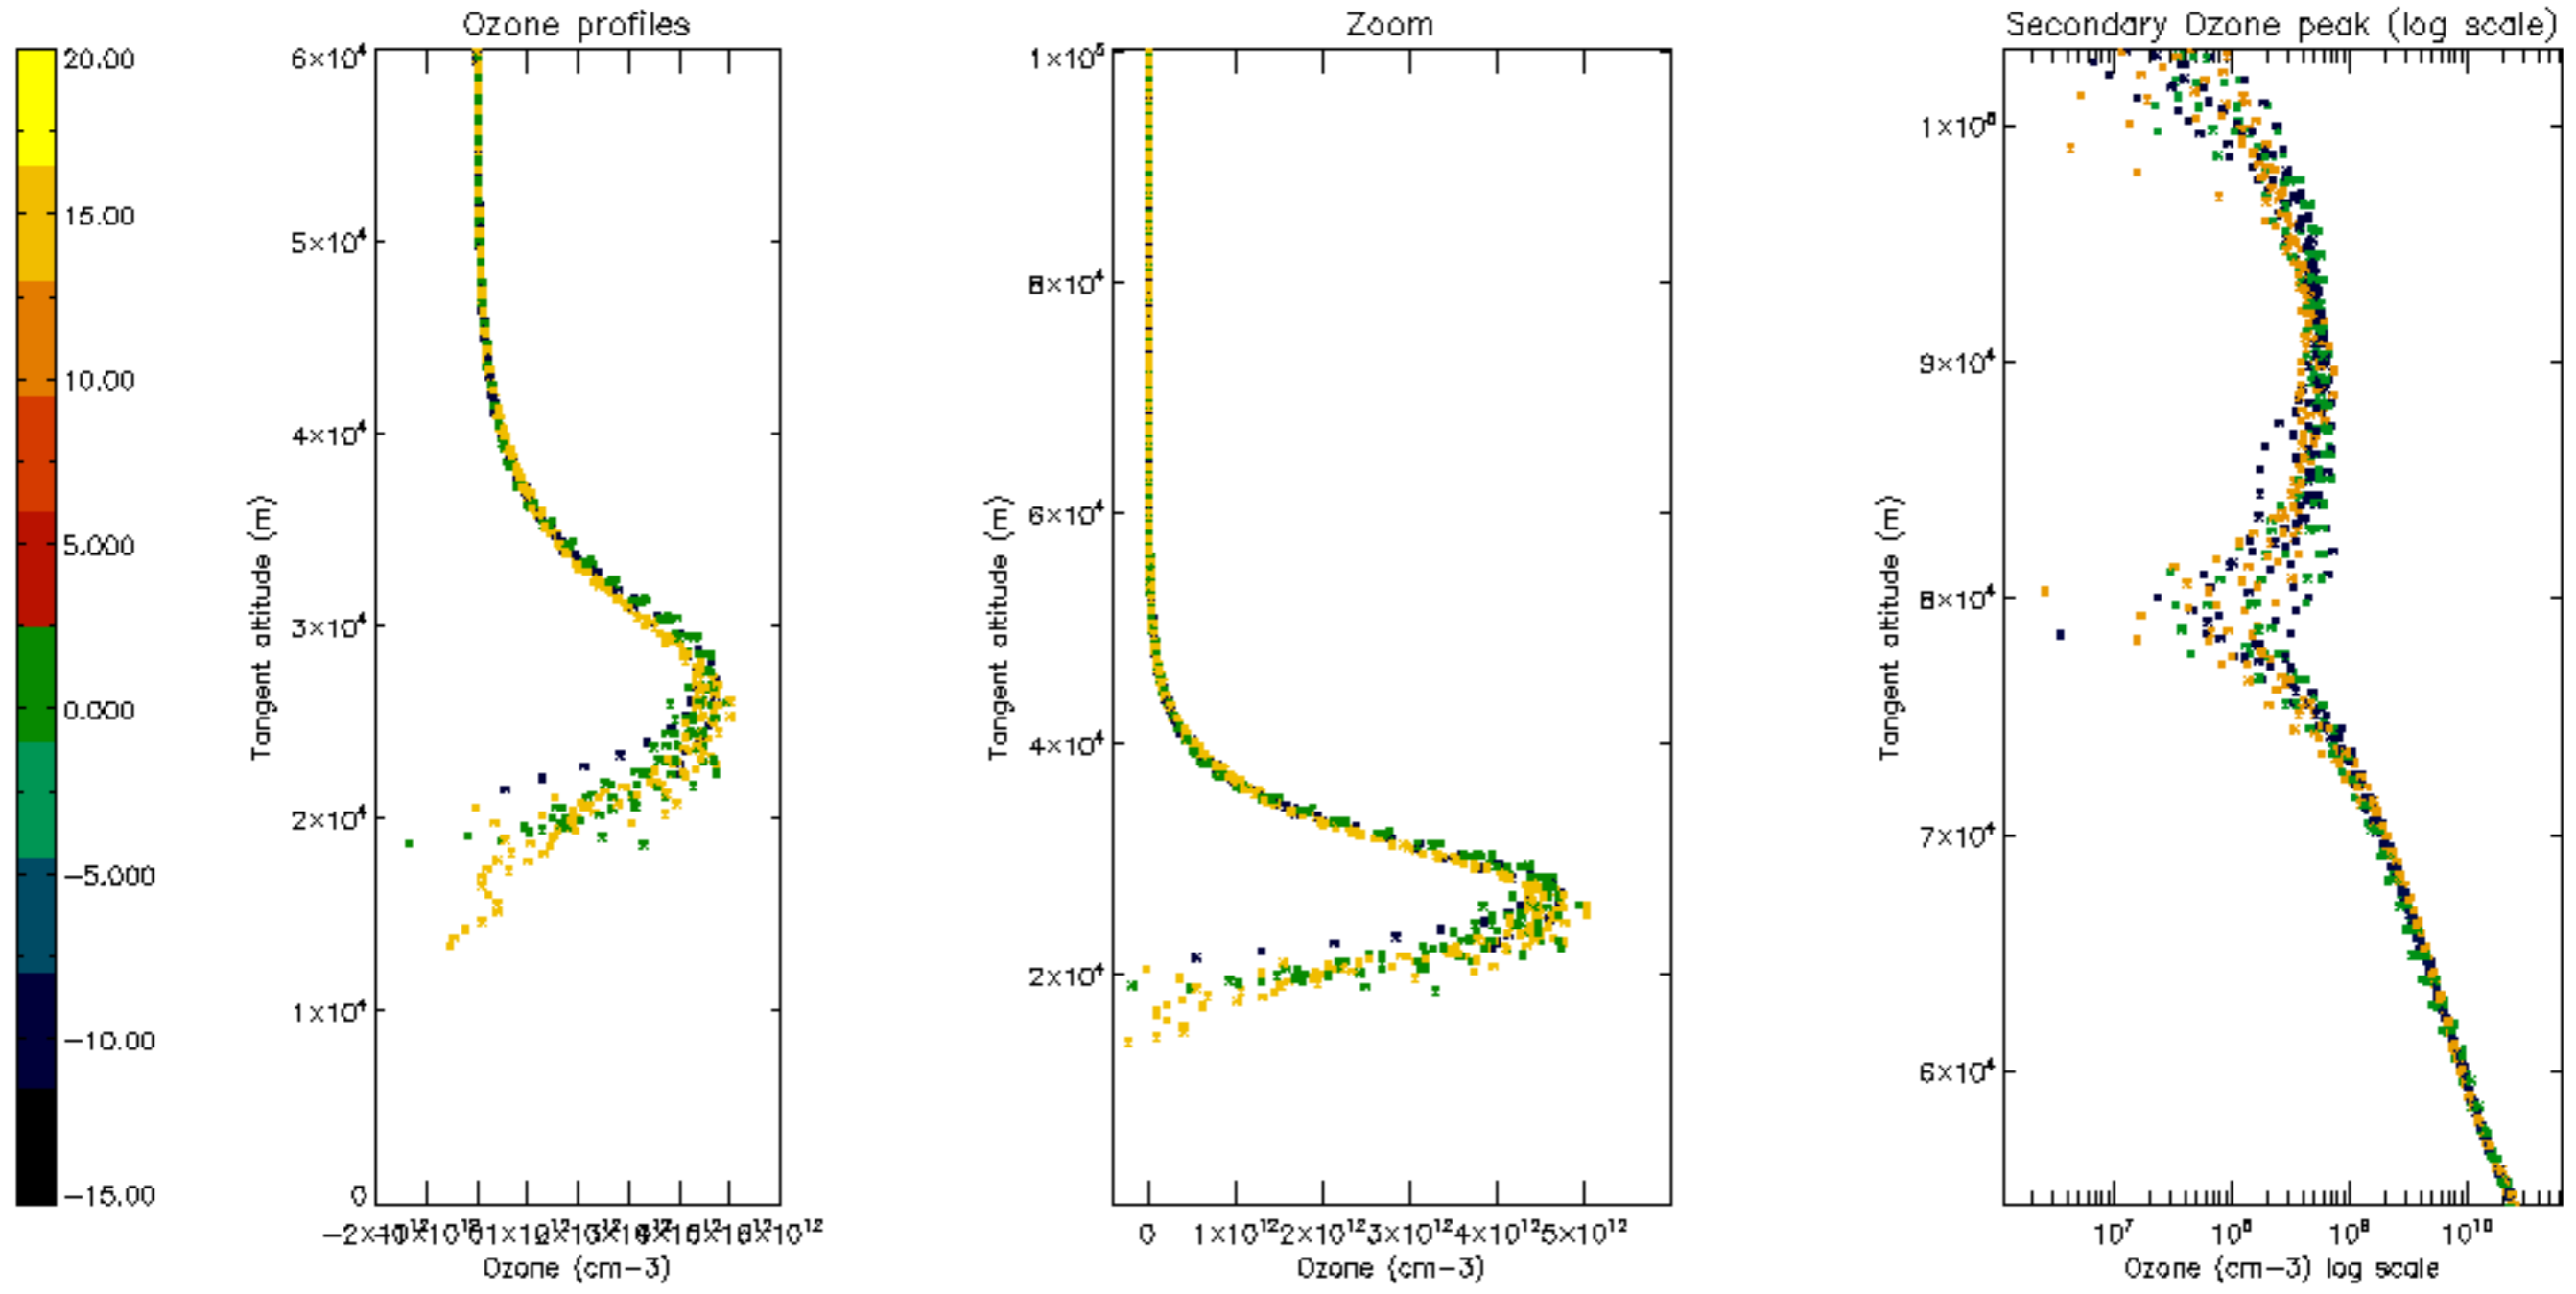 Ozone profiles
Zoom
Secondary Ozone peak (log scale)
20.00
15.00
10.00
5.000
0.000
-5.000
-10.00
-15.00
6×10⁴
5×10⁴
4×10⁴
3×10⁴
2×10⁴
1×10⁴
0
Tangent altitude (m)
Ozone (cm-3)
1×10⁵
8×10⁴
6×10⁴
4×10⁴
2×10⁴
Tangent altitude (m)
0 1×10¹² 2×10¹² 3×10¹² 4×10¹² 5×10¹²
Ozone (cm-3)
1×10⁵
9×10⁴
8×10⁴
7×10⁴
6×10⁴
Tangent altitude (m)
10⁷ 10⁸ 10⁹ 10¹⁰
Ozone (cm-3) log scale